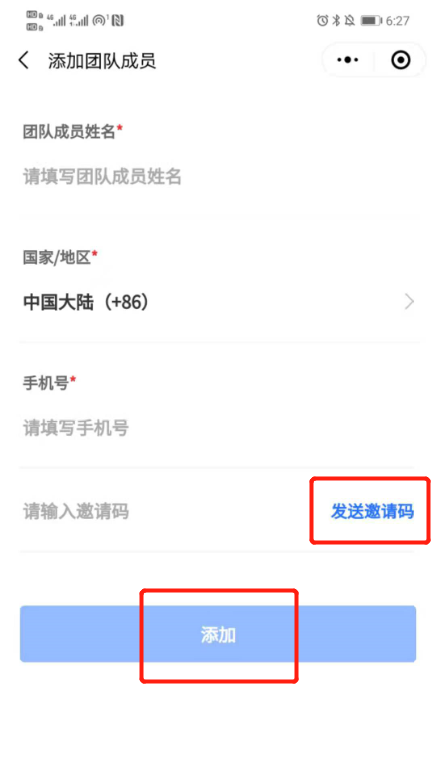 6:27
添加团队成员
团队成员姓名*
请填写团队成员姓名
国家/地区*
中国大陆（+86）
手机号*
请填写手机号
请输入邀请码 发送邀请码
添加